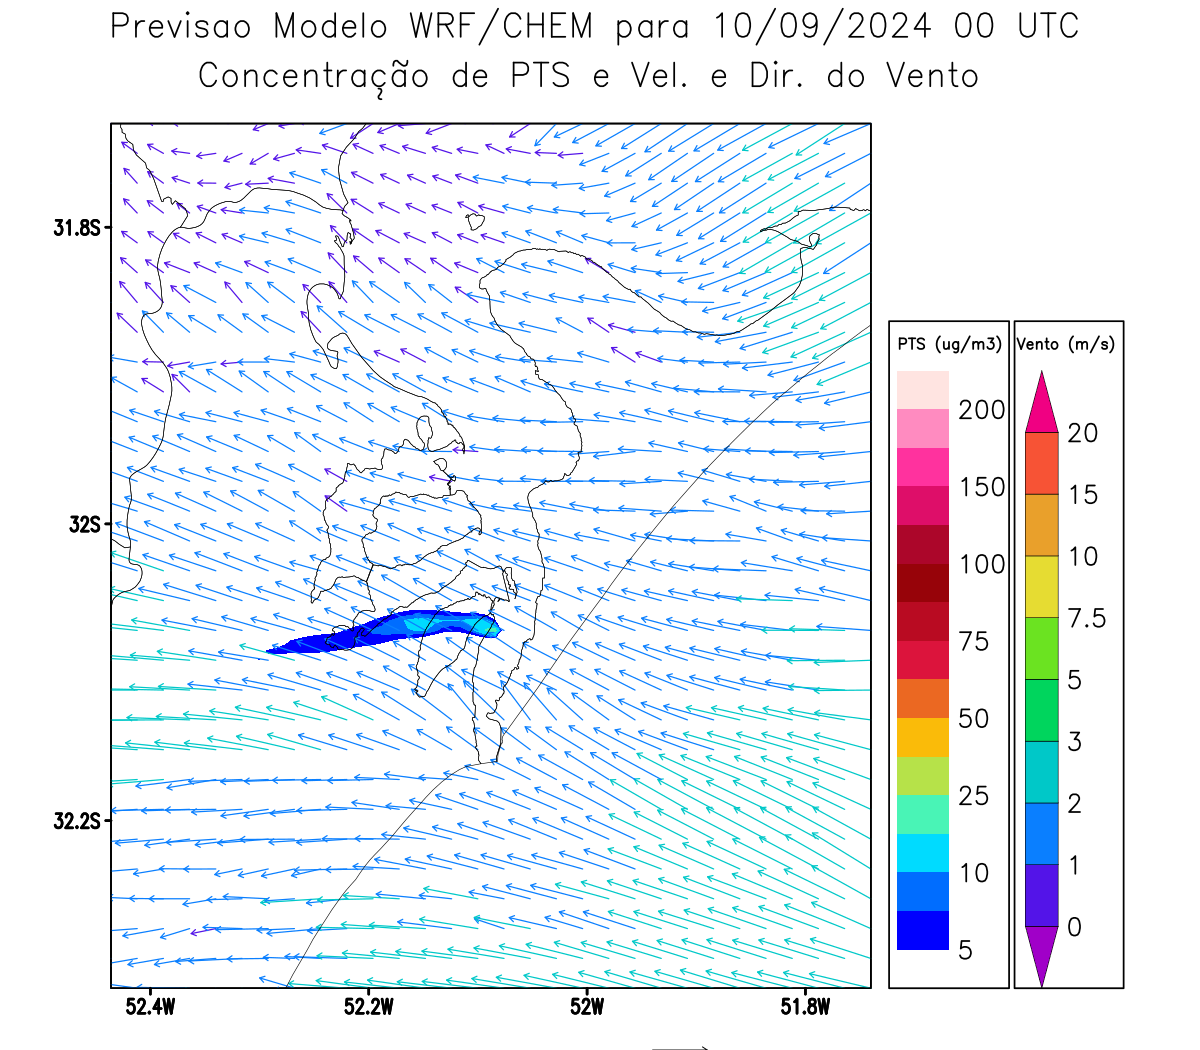 Previsao Modelo WRF/CHEM para 10/09/2024 00 UTC
Concentração de PTS e Vel. e Dir. do Vento
31.8S
32S
32.2S
52.4W
52.2W
52W
51.8W
PTS (ug/m3)
200
150
100
75
50
25
10
5
Vento (m/s)
20
15
10
7.5
5
3
2
1
0